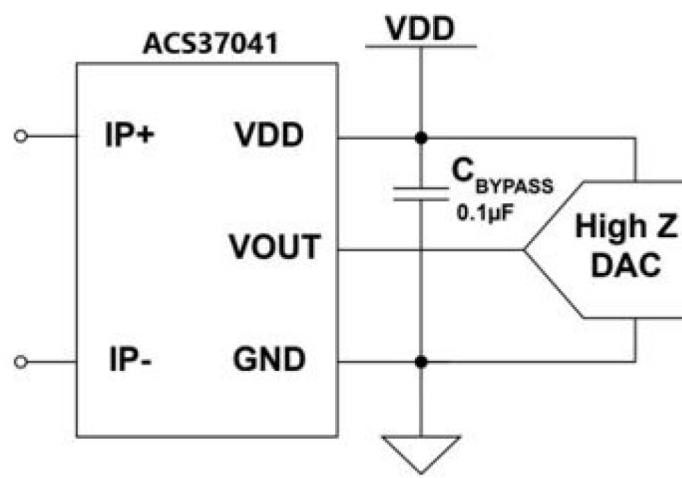 ACS37041
VDD
IP+
VDD
CBYPASS
0.1µF
VOUT
High Z
DAC
IP-
GND